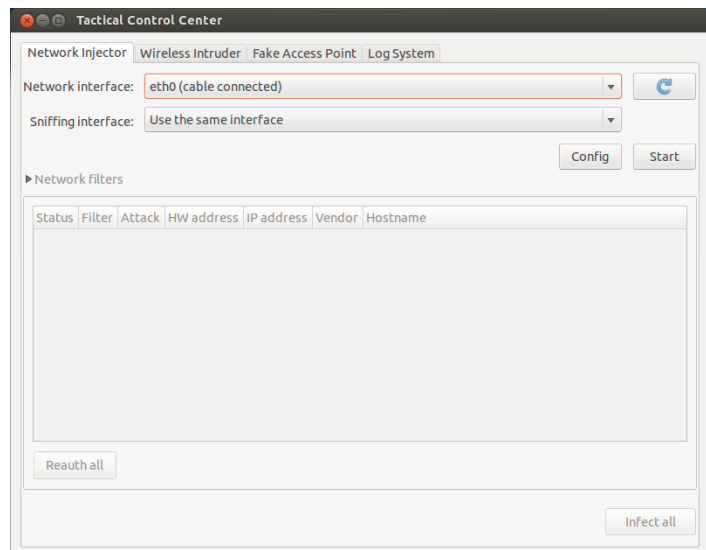 Tactical Control Center
Network Injector Wireless Intruder Fake Access Point Log System
Network interface: eth0 (cable connected)
Sniffing interface: Use the same interface
Config Start
Network filters
Status Filter Attack HW address IP address Vendor Hostname
Reauth all
Infect all